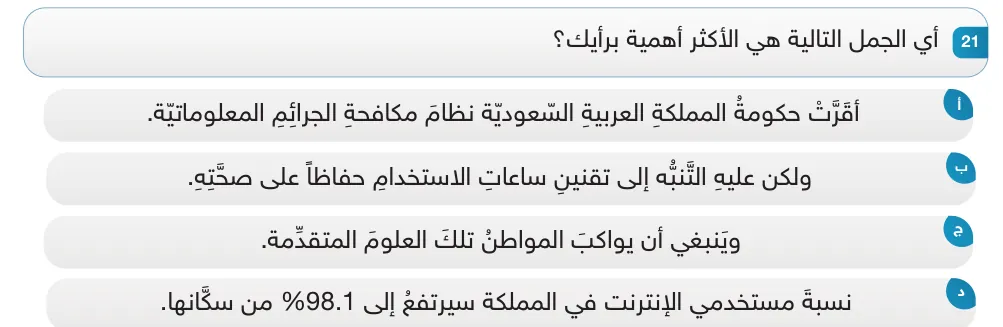 21 أي الجمل التالية هي الأكثر أهمية برأيك؟
أ أقَرَّتْ حكومةُ المملكةِ العربيةِ السّعوديّة نظامَ مكافحةِ الجرائِمِ المعلوماتيّة.
ب ولكن عليهِ التَّنبُّه إلى تقنينِ ساعاتِ الاستخدامِ حفاظاً على صحَّتِهِ.
ج ويَنبغي أن يواكبَ المواطنُ تلكَ العلومَ المتقدِّمة.
د نسبةَ مستخدمي الإنترنت في المملكة سيرتفعُ إلى 98.1% من سكَّانها.